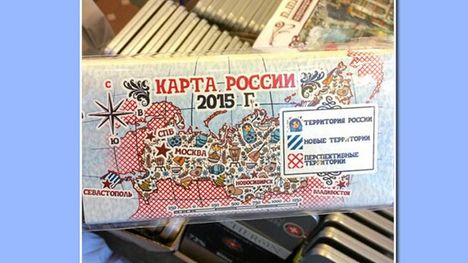 КАРТА РОССИИ
2015 Г.
С
В
Ю
СПБ
МОСКВА
СЕВАСТОПОЛЬ
НОВОСИБИРСК
ВЛАДИВОСТОК
ТЕРРИТОРИЯ РОССИИ
НОВЫЕ ТЕРРИТОРИИ
ПЕРСПЕКТИВНЫЕ
ТЕРРИТОРИИ